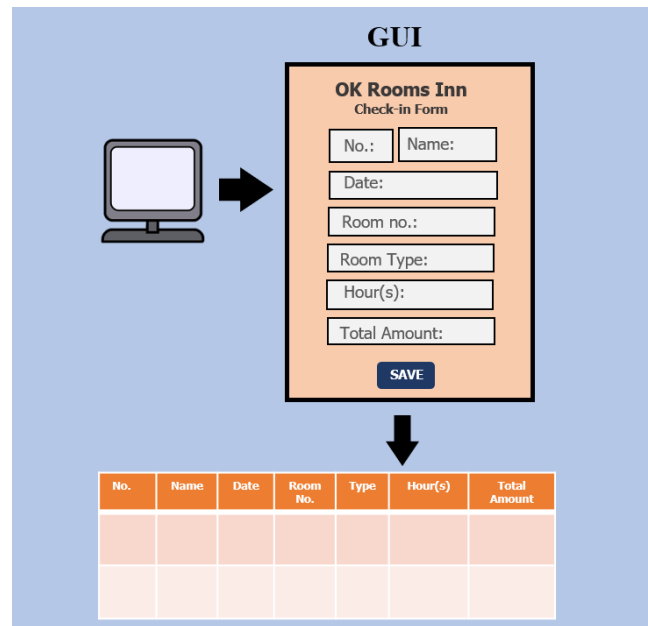 GUI
OK Rooms Inn
Check-in Form
No.: Name:
Date:
Room no.:
Room Type:
Hour(s):
Total Amount:
SAVE
No. Name Date Room No. Type Hour(s) Total Amount